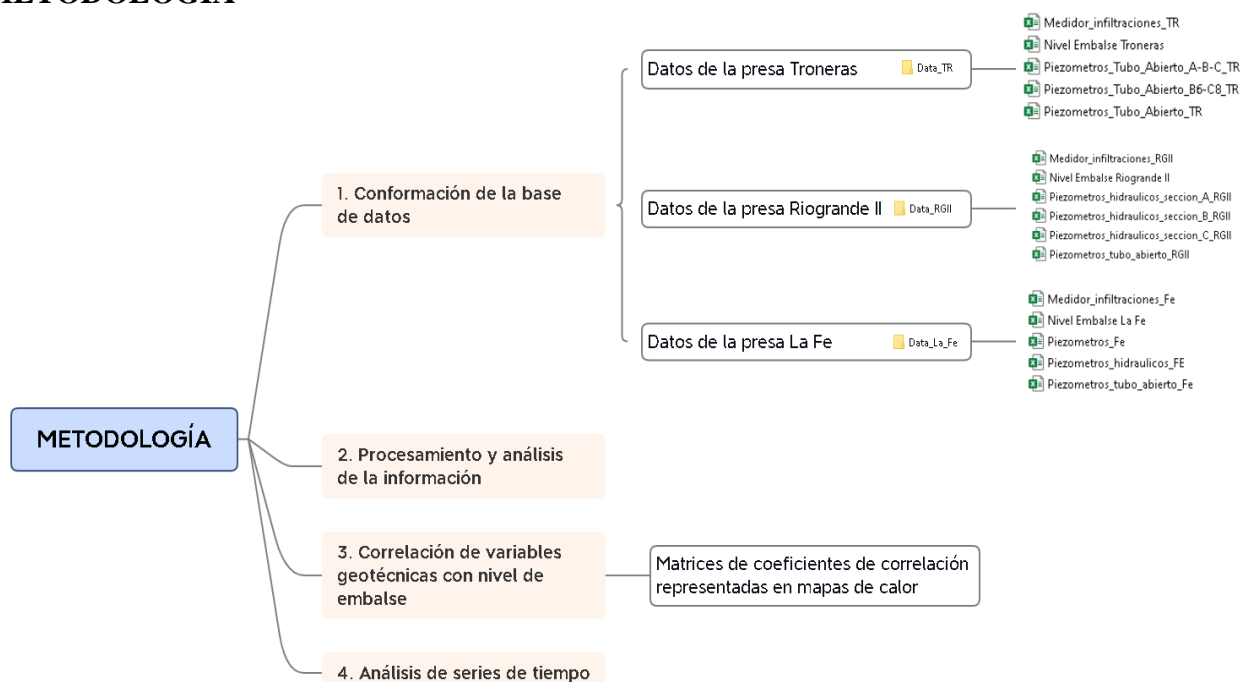 METODOLOGÍA
METODOLOGÍA
1. Conformación de la base
de datos
Datos de la presa Troneras
Data_TR
Medidor_infiltraciones_TR
Nivel Embalse Troneras
Piezometros_Tubo_Abierto_A-B-C_TR
Piezometros_Tubo_Abierto_B6-C8_TR
Piezometros_Tubo_Abierto_TR
Datos de la presa Riogrande II
Data_RGII
Medidor_infiltraciones_RGII
Nivel Embalse Riogrande II
Piezometros_hidraulicos_seccion_A_RGII
Piezometros_hidraulicos_seccion_B_RGII
Piezometros_hidraulicos_seccion_C_RGII
Piezometros_tubo_abierto_RGII
Datos de la presa La Fe
Data_La_Fe
Medidor_infiltraciones_Fe
Nivel Embalse La Fe
Piezometros_Fe
Piezometros_hidraulicos_FE
Piezometros_tubo_abierto_Fe
2. Procesamiento y análisis
de la información
3. Correlación de variables
geotécnicas con nivel de
embalse
Matrices de coeficientes de correlación
representadas en mapas de calor
4. Análisis de series de tiempo